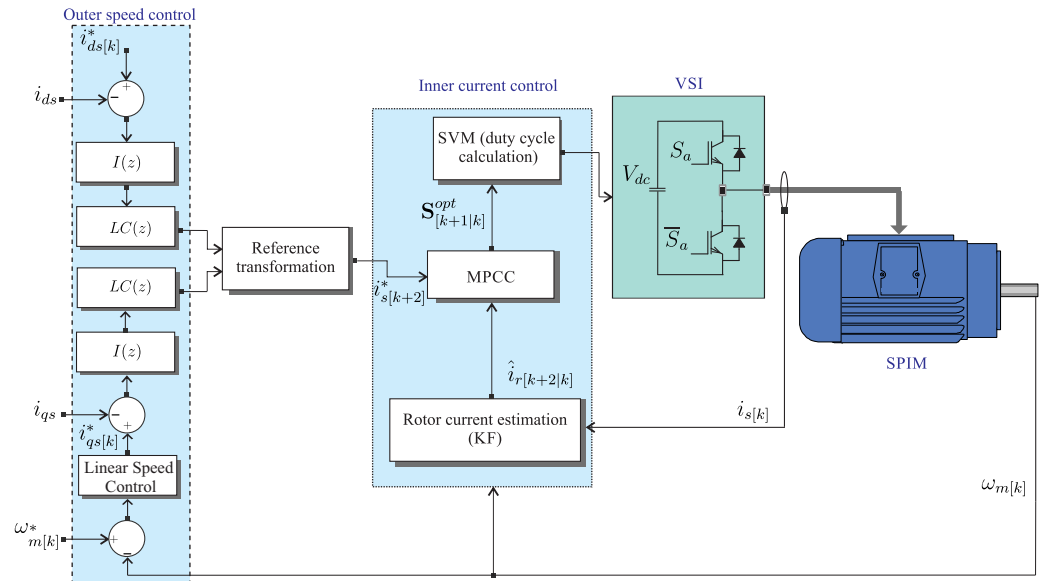 Outer speed control
i*ds[k]
+
−
ids
I(z)
LC(z)
LC(z)
I(z)
iqs
−
+
i*qs[k]
Linear Speed
Control
ω*m[k]
+
−
Reference
transformation
i*s[k+2]
Inner current control
SVM (duty cycle
calculation)
S^opt[k+1|k]
MPCC
îr[k+2|k]
Rotor current estimation
(KF)
VSI
Vdc
Sa
S̅a
SPIM
is[k]
ωm[k]